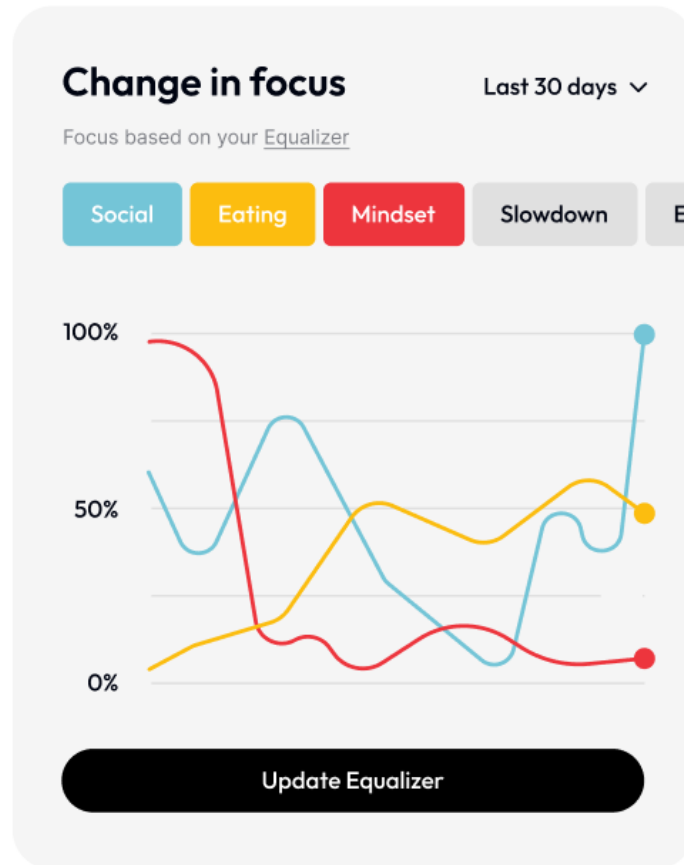 Change in focus
Last 30 days
Focus based on your Equalizer
Social
Eating
Mindset
Slowdown
100%
50%
0%
Update Equalizer